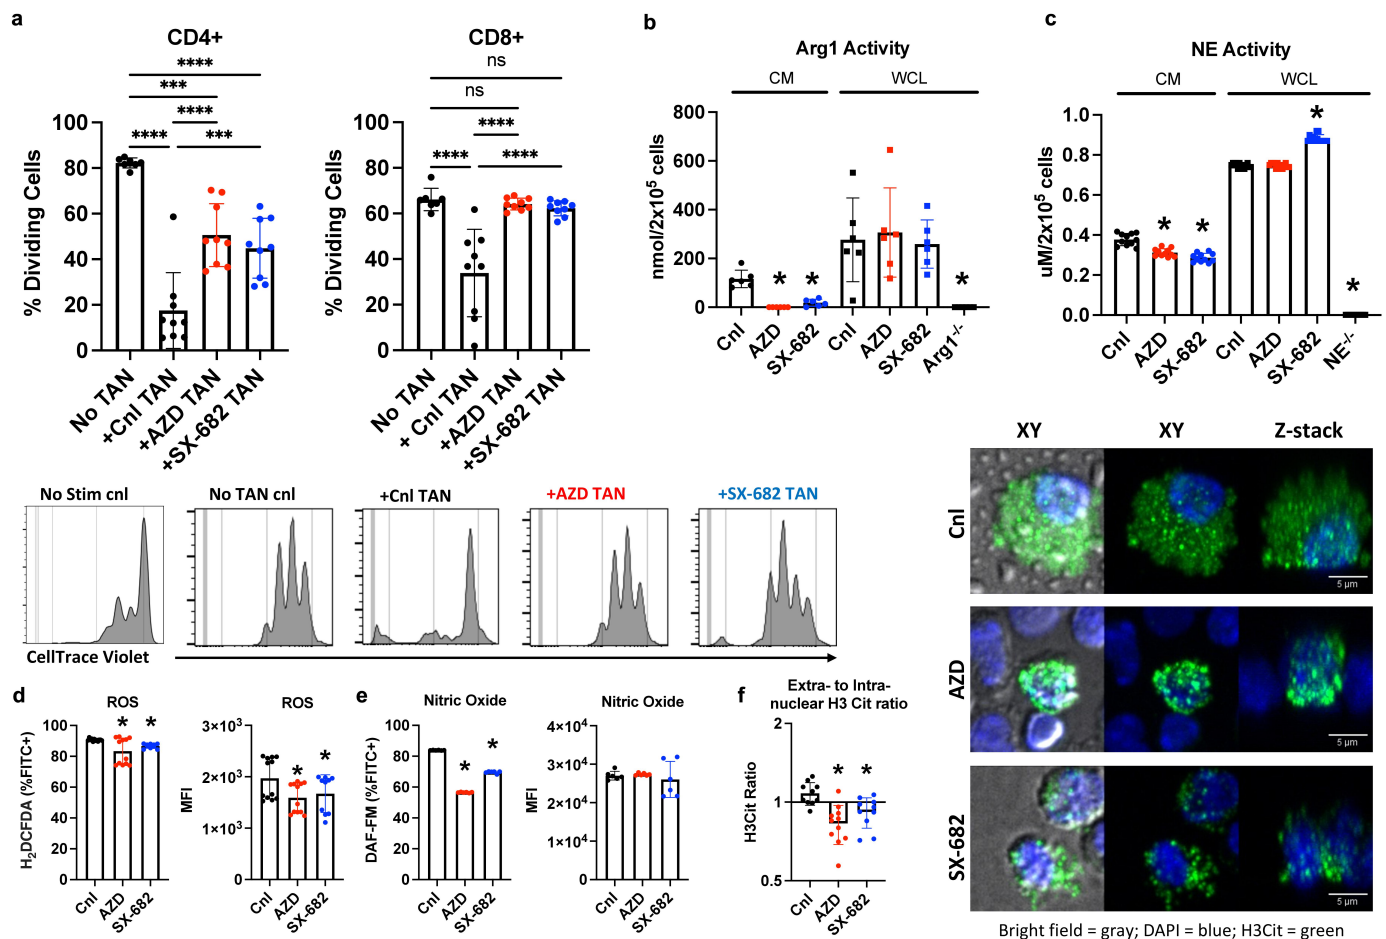 a
CD4+
****
***
****
****
***
% Dividing Cells
100
80
60
40
20
0
No TAN
+Cnl TAN
+AZD TAN
+SX-682 TAN
CD8+
ns
ns
****
****
****
% Dividing Cells
100
80
60
40
20
0
No TAN
+ Cnl TAN
+AZD TAN
+SX-682 TAN
b
Arg1 Activity
CM
WCL
nmol/2x10⁵ cells
800
600
400
200
0
*
*
*
Cnl
AZD
SX-682
Cnl
AZD
SX-682
Arg1⁻/⁻
c
NE Activity
CM
WCL
uM/2x10⁵ cells
1.0
0.8
0.6
0.4
0.2
0.0
*
*
*
*
Cnl
AZD
SX-682
Cnl
AZD
SX-682
NE⁻/⁻
No Stim cnl
No TAN cnl
+Cnl TAN
+AZD TAN
+SX-682 TAN
CellTrace Violet
d
ROS
H₂DCFDA (%FITC+)
100
80
60
40
20
0
*
*
Cnl
AZD
SX-682
ROS
MFI
3×10³
2×10³
1×10³
0
*
*
Cnl
AZD
SX-682
e
Nitric Oxide
DAF-FM (%FITC+)
100
80
60
40
20
0
*
*
Cnl
AZD
SX-682
Nitric Oxide
MFI
4×10⁴
3×10⁴
2×10⁴
1×10⁴
0
Cnl
AZD
SX-682
f
Extra- to Intra-
nuclear H3 Cit ratio
H3Cit Ratio
2
1
0.5
*
*
Cnl
AZD
SX-682
XY
XY
Z-stack
Cnl
5 µm
AZD
5 µm
SX-682
5 µm
Bright field = gray; DAPI = blue; H3Cit = green